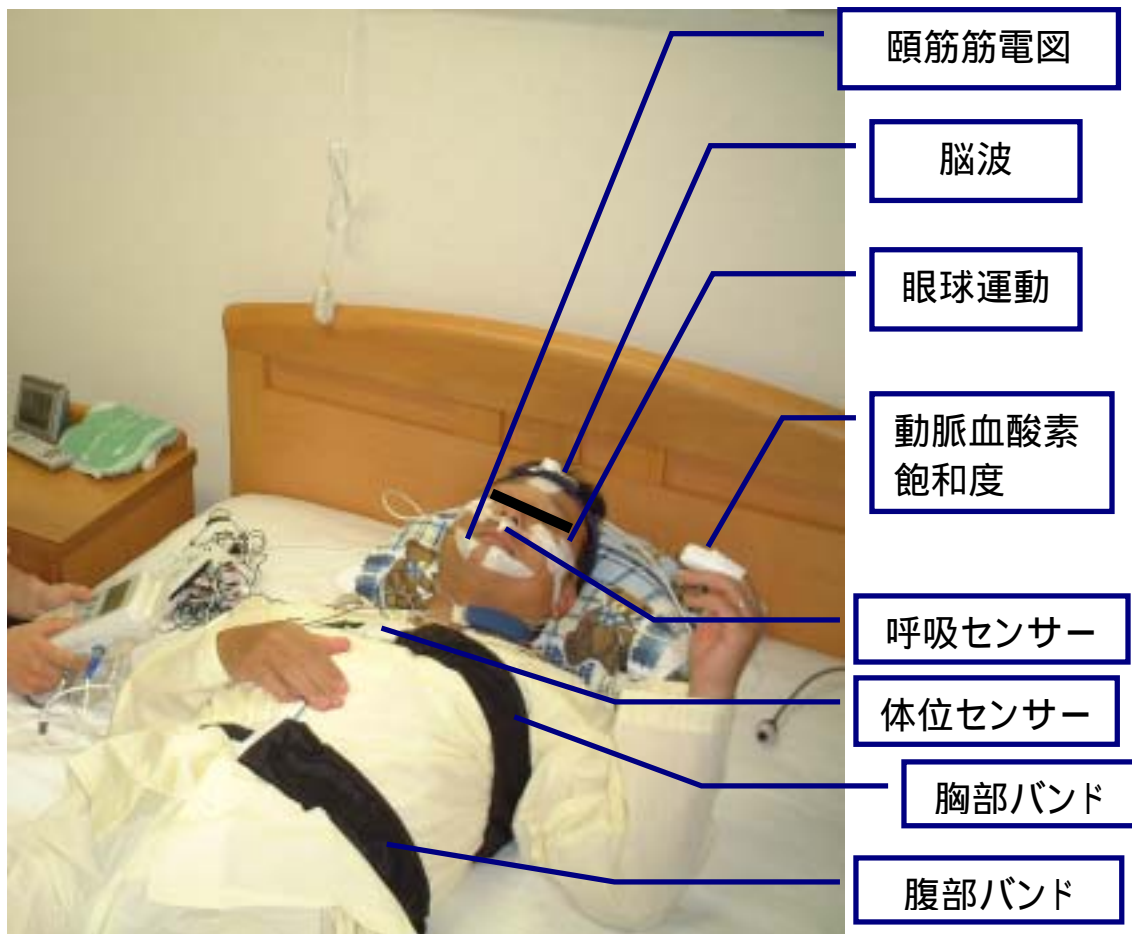 頤筋筋電図
脳波
眼球運動
動脈血酸素
飽和度
呼吸センサー
体位センサー
胸部バンド
腹部バンド